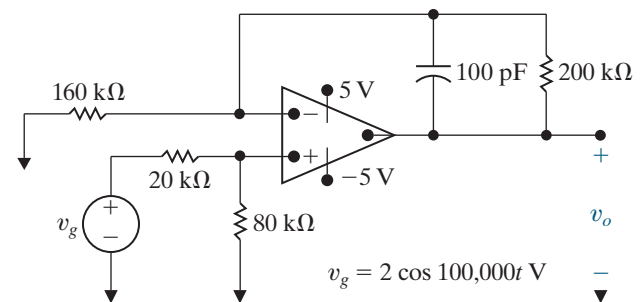 100 pF
200 kΩ
160 kΩ
5 V
−
+
20 kΩ
−5 V
+
80 kΩ
+
−
v_g
v_o
v_g = 2 cos 100,000t V
−